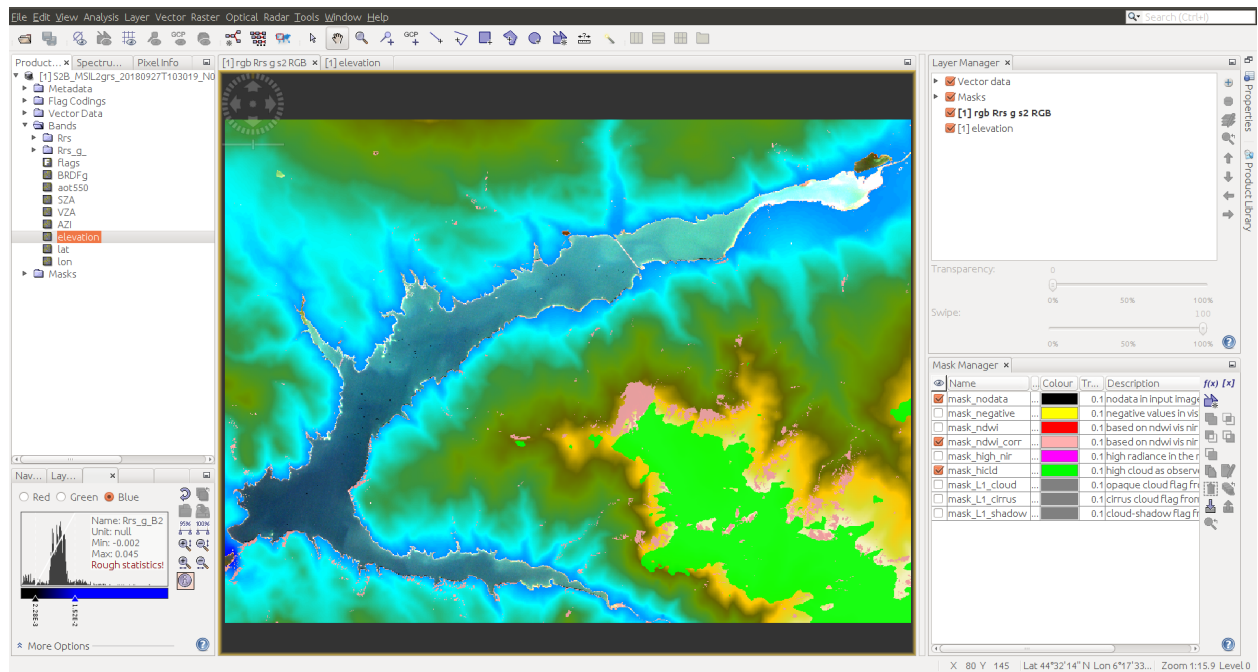 File Edit View Analysis Layer Vector Raster Optical Radar Tools Window Help
Search (Ctrl+I)
GCP GCP
Product... Spectru... Pixel Info
[1] S2B_MSIL2grs_20180927T103019_N0
Metadata
Flag Codings
Vector Data
Bands
Rrs
Rrs_g_
flags
BRDFg
aot550
SZA
VZA
AZI
elevation
lat
lon
Masks
Nav... Lay...
Red Green Blue
Name: Rrs_g_B2
Unit: null
Min: -0.002
Max: 0.045
Rough statistics!
95% 100%
2.28E-3 1.52E-2
More Options
[1] rgb Rrs g s2 RGB [1] elevation
Layer Manager
Vector data
Masks
[1] rgb Rrs g s2 RGB
[1] elevation
Transparency: 0
0% 50% 100%
Swipe: 100
0% 50% 100%
Properties
Product Library
Mask Manager
Name ... Colour Tr... Description f(x) [x]
mask_nodata ... 0.1 nodata in input image
mask_negative ... 0.1 negative values in vis
mask_ndwi ... 0.1 based on ndwi vis nir
mask_ndwi_corr ... 0.1 based on ndwi vis nir
mask_high_nir ... 0.1 high radiance in the r
mask_hicld ... 0.1 high cloud as observe
mask_L1_cloud ... 0.1 opaque cloud flag fr
mask_L1_cirrus ... 0.1 cirrus cloud flag from
mask_L1_shadow ... 0.1 cloud-shadow flag fr
X 80 Y 145 Lat 44°32'14" N Lon 6°17'33... Zoom 1:15.9 Level 0